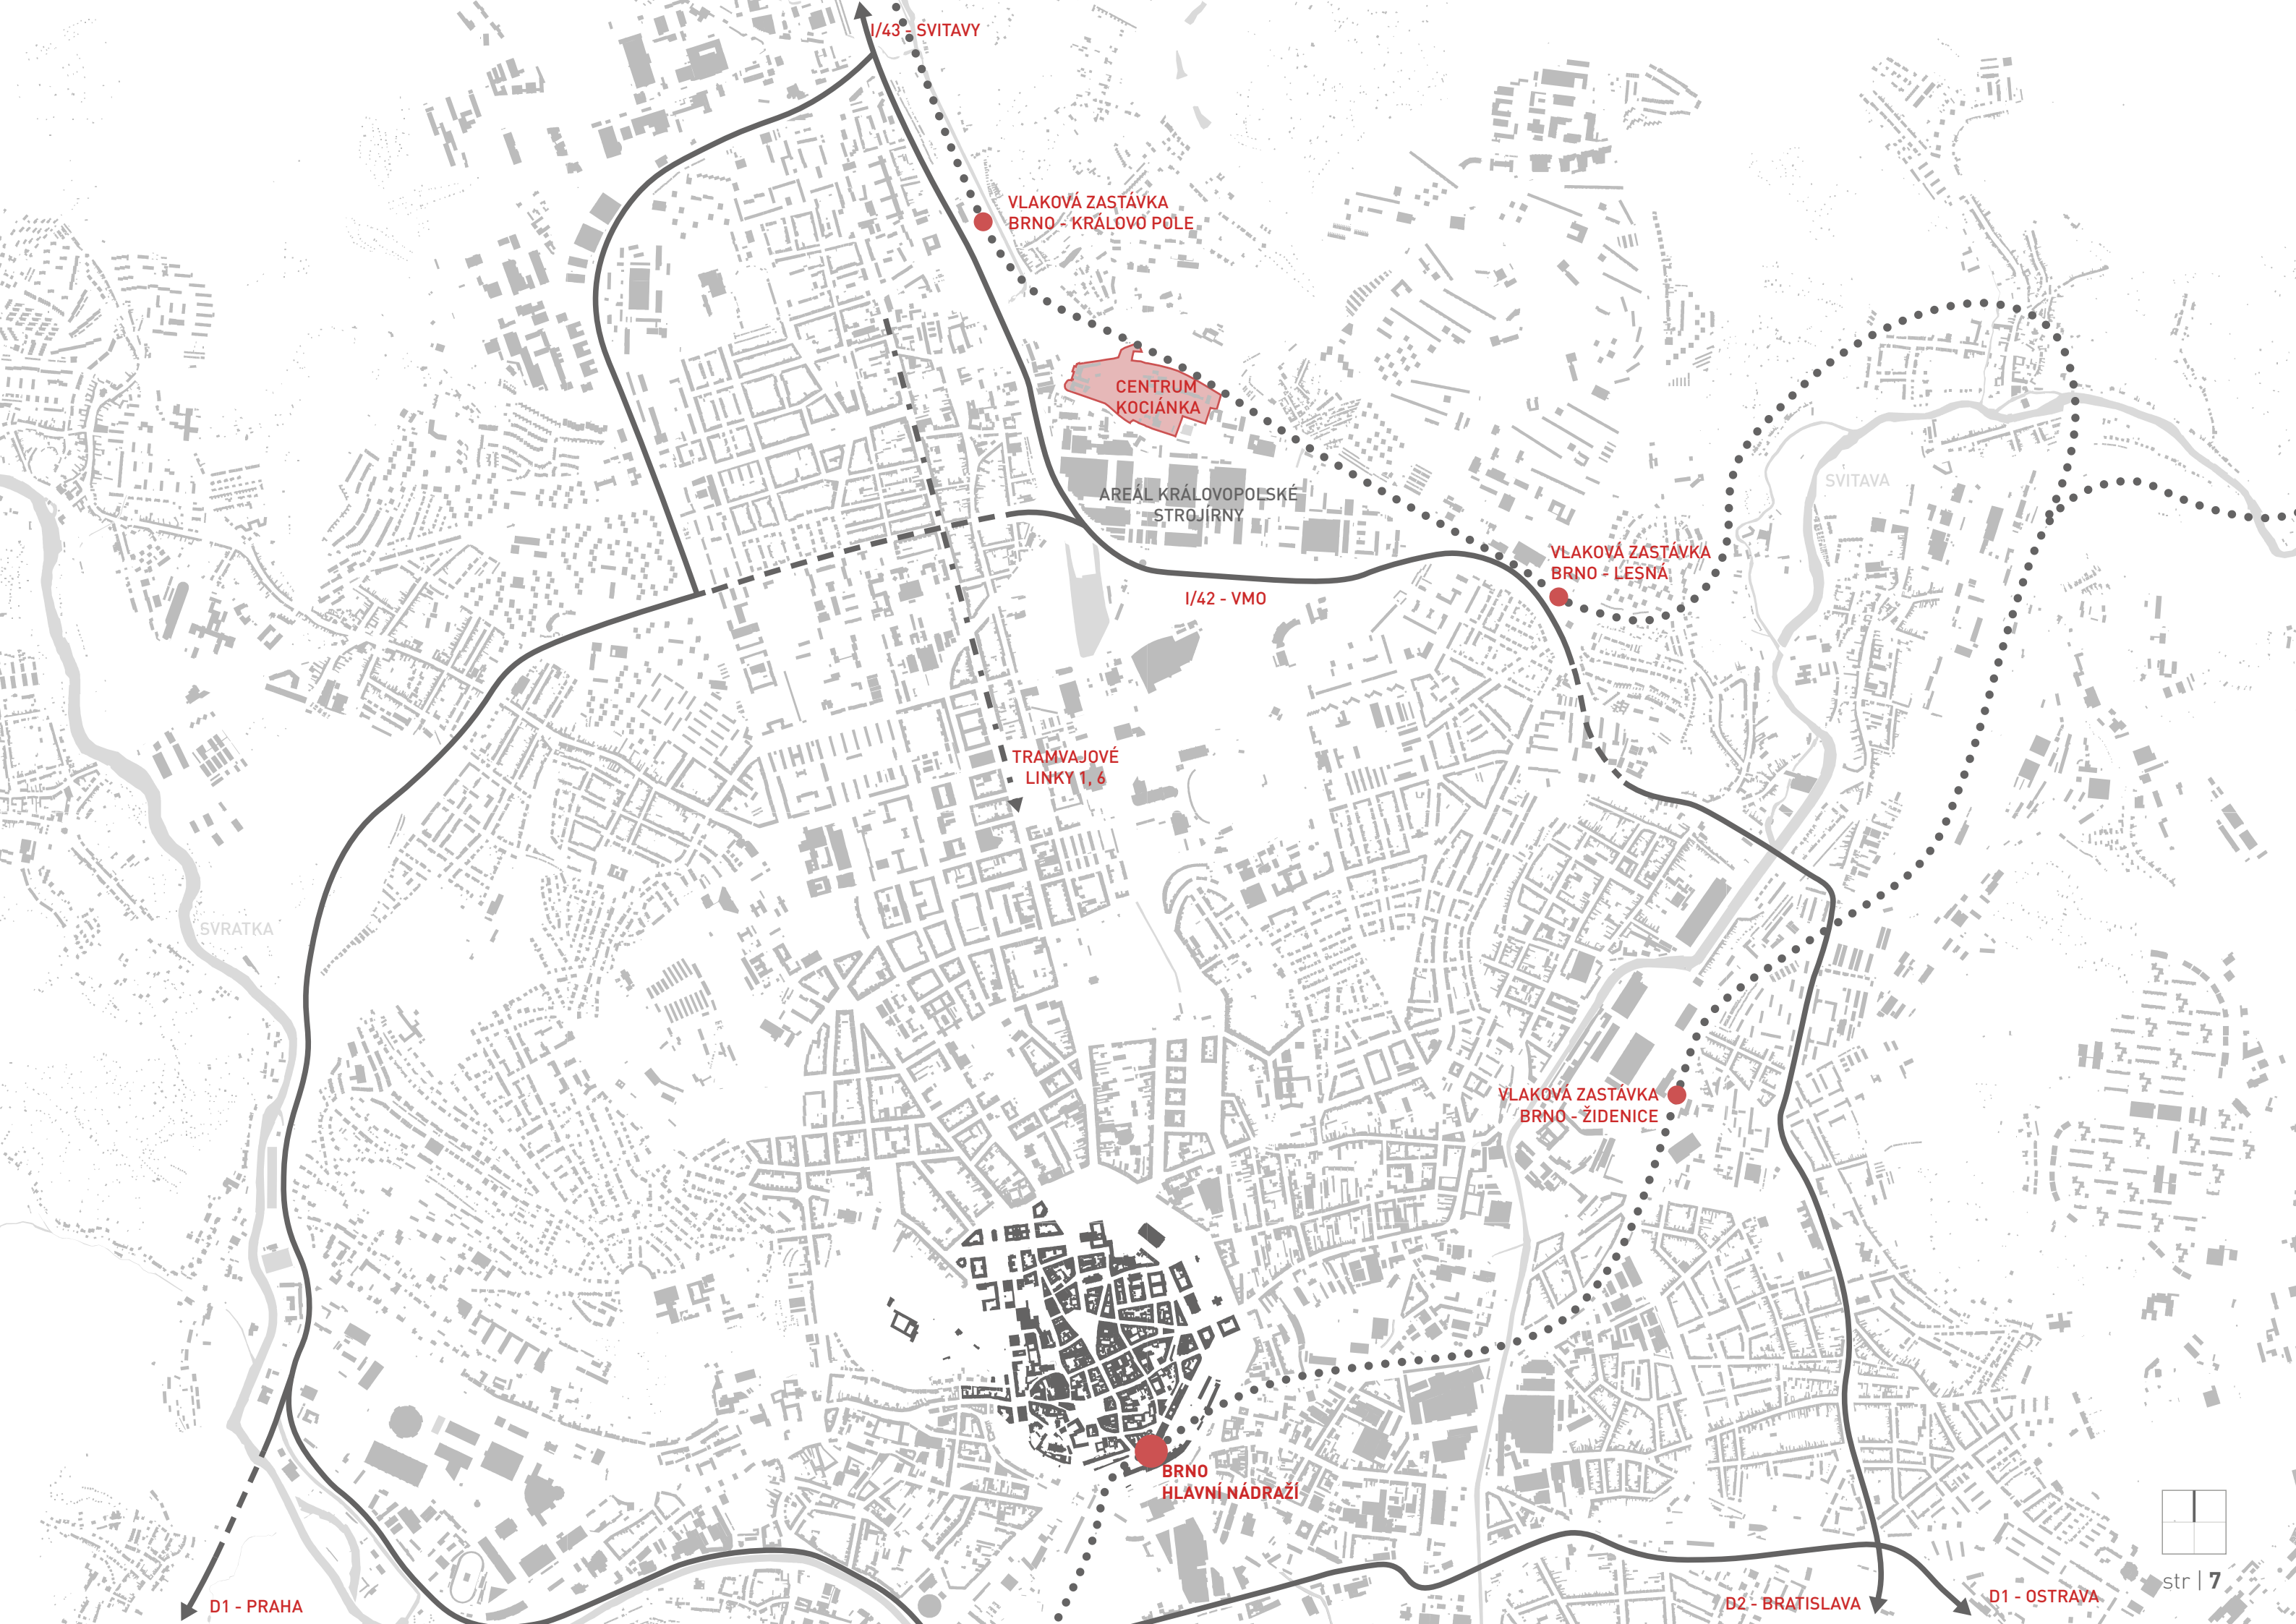 I/43 - SVITAVY
VLAKOVÁ ZASTÁVKA
BRNO - KRÁLOVO POLE
CENTRUM
KOCIÁNKA
SVITAVA
AREÁL KRÁLOVOPOLSKÉ
STROJÍRNY
VLAKOVÁ ZASTÁVKA
BRNO - LESNÁ
I/42 - VMO
TRAMVAJOVÉ
LINKY 1, 6
SVRATKA
VLAKOVÁ ZASTÁVKA
BRNO - ŽIDENICE
BRNO
HLAVNÍ NÁDRAŽÍ
D1 - PRAHA
D2 - BRATISLAVA
D1 - OSTRAVA
str | 7